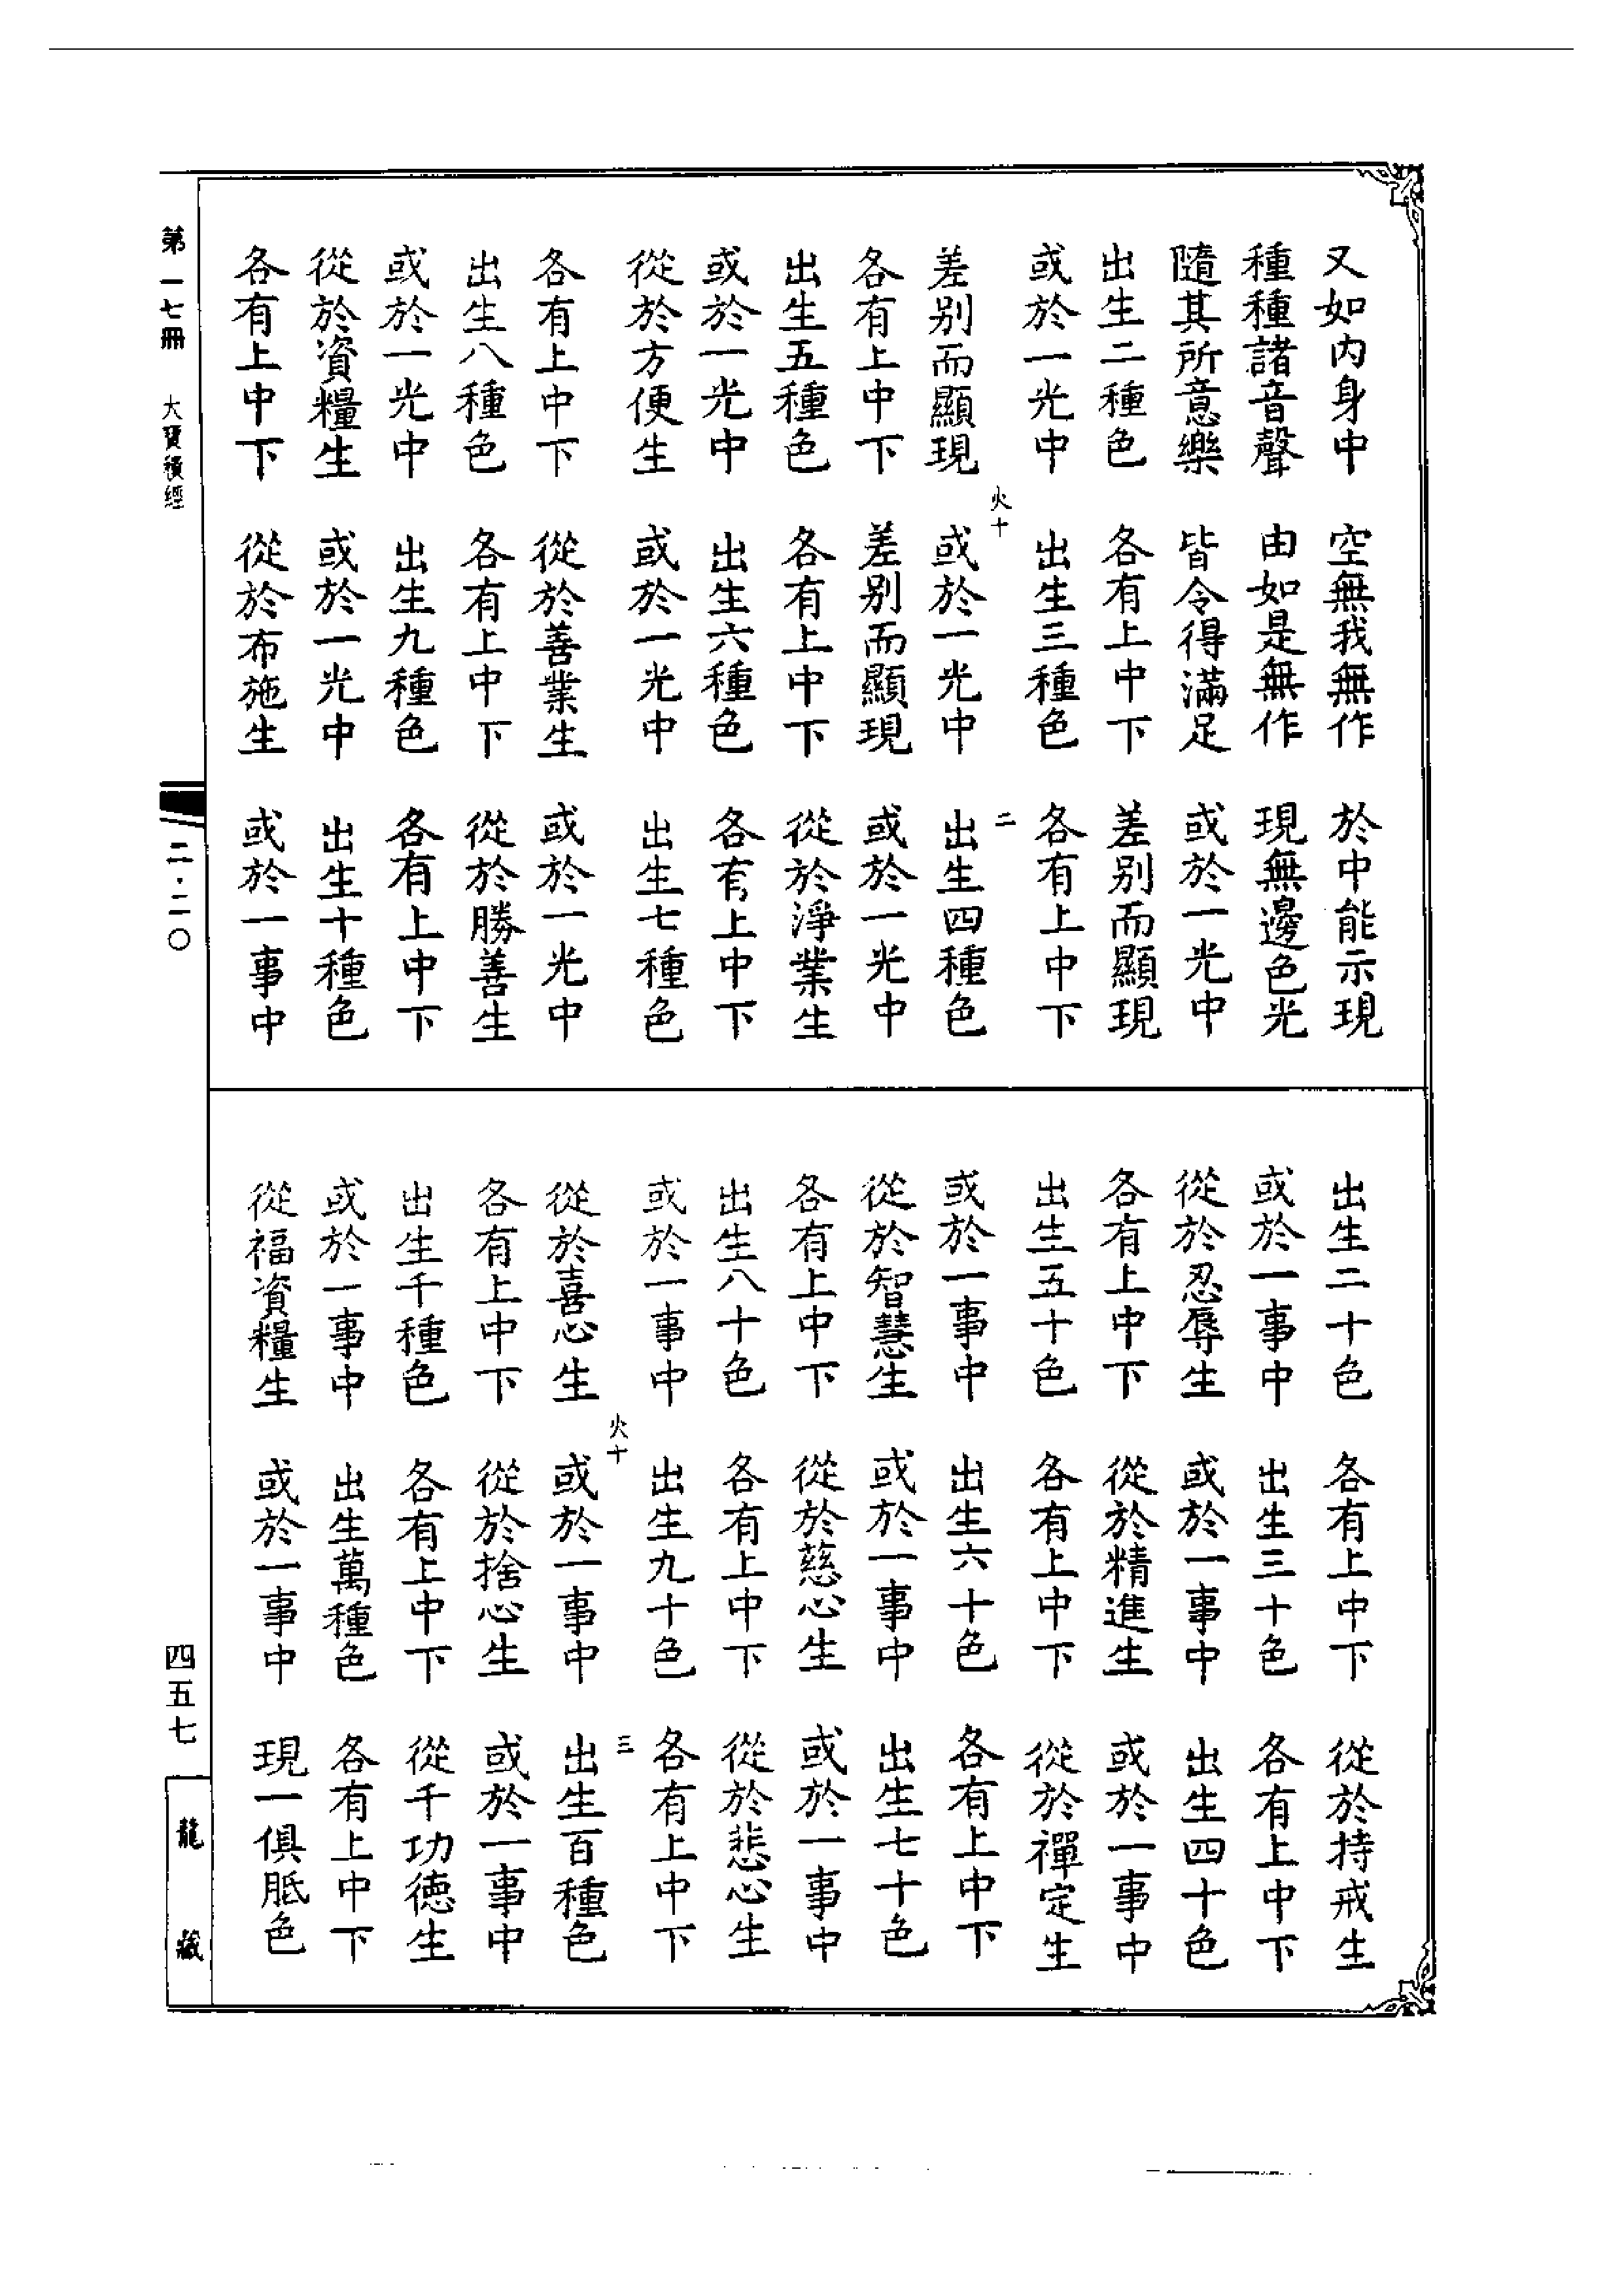 又如內身中　空無我無作　於中能示現
種種諸音聲　由如是無作　現無邊色光
隨其所意樂　皆令得滿足　或於一光中
出生二種色　各有上中下　差别而顯現
或於一光中　出生三種色　各有上中下
火十　二
差别而顯現　或於一光中　出生四種色
各有上中下　差别而顯現　或於一光中
出生五種色　各有上中下　從於淨業生
或於一光中　出生六種色　各有上中下
從於方便生　或於一光中　出生七種色
各有上中下　從於善業生　或於一光中
出生八種色　各有上中下　從於勝善生
或於一光中　出生九種色　各有上中下
從於資糧生　或於一光中　出生十種色
各有上中下　從於布施生　或於一事中
出生二十色　各有上中下　從於持戒生
或於一事中　出生三十色　各有上中下
從於忍辱生　或於一事中　出生四十色
各有上中下　從於精進生　或於一事中
出生五十色　各有上中下　從於禪定生
或於一事中　出生六十色　各有上中下
從於智慧生　或於一事中　出生七十色
各有上中下　從於慈心生　或於一事中
出生八十色　各有上中下　從於悲心生
或於一事中　出生九十色　各有上中下
火十　三
從於喜心生　或於一事中　出生百種色
各有上中下　從於捨心生　或於一事中
出生千種色　各有上中下　從千功徳生
或於一事中　出生萬種色　各有上中下
從福資糧生　或於一事中　現一俱胝色
第一七冊　大寶積經　二·二〇　四五七　龍藏